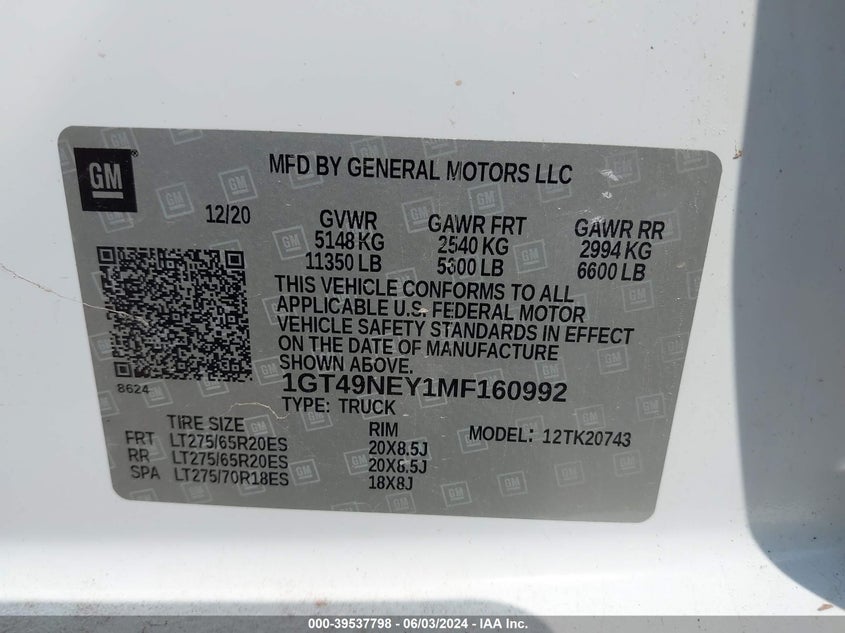 GM
MFD BY GENERAL MOTORS LLC
12/20
GVWR
5148 KG
11350 LB
GAWR FRT
2540 KG
5600 LB
GAWR RR
2994 KG
6600 LB
THIS VEHICLE CONFORMS TO ALL
APPLICABLE U.S. FEDERAL MOTOR
VEHICLE SAFETY STANDARDS IN EFFECT
ON THE DATE OF MANUFACTURE
SHOWN ABOVE.
8624
1GT49NEY1MF160992
TYPE: TRUCK
MODEL: 12TK20743
TIRE SIZE
RIM
FRT LT275/65R20ES 20X8.5J
RR LT275/65R20ES 20X8.5J
SPA LT275/70R18ES 18X8J
000-39537798 - 06/03/2024 - IAA Inc.